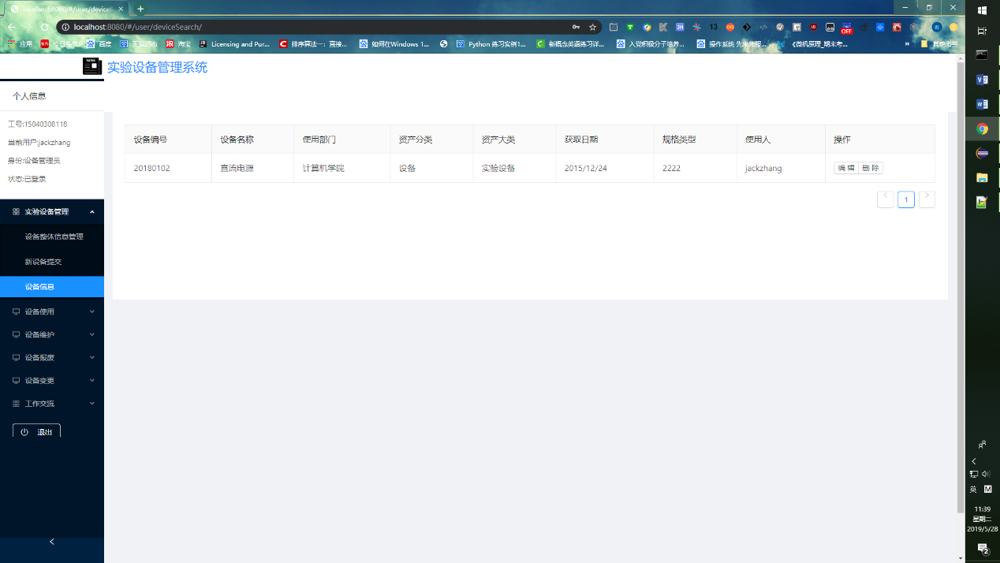 localhost:8080/#/user/device:
localhost:8080/#/user/deviceSearch/
应用
百度
天猫超市
淘宝
Licensing and Pur...
排序算法一：直接...
如何在Windows 1...
Python 练习实例1...
新概念英语练习详...
入党积极分子培养...
操作系统 先来先服...
《微机原理_期末考...
»
其他书签
13
OFF
实验设备管理系统
个人信息
工号:15040308118
当前用户:jackzhang
身份:设备管理员
状态:已登录
实验设备管理
设备整体信息管理
新设备提交
设备信息
设备使用
设备维护
设备报废
设备变更
工作交流
退出
设备编号 设备名称 使用部门 资产分类 资产大类 获取日期 规格类型 使用人 操作
20180102 直流电源 计算机学院 设备 实验设备 2015/12/24 2222 jackzhang 编 辑 删 除
1
英 M
11:39
星期二
2019/5/28
2